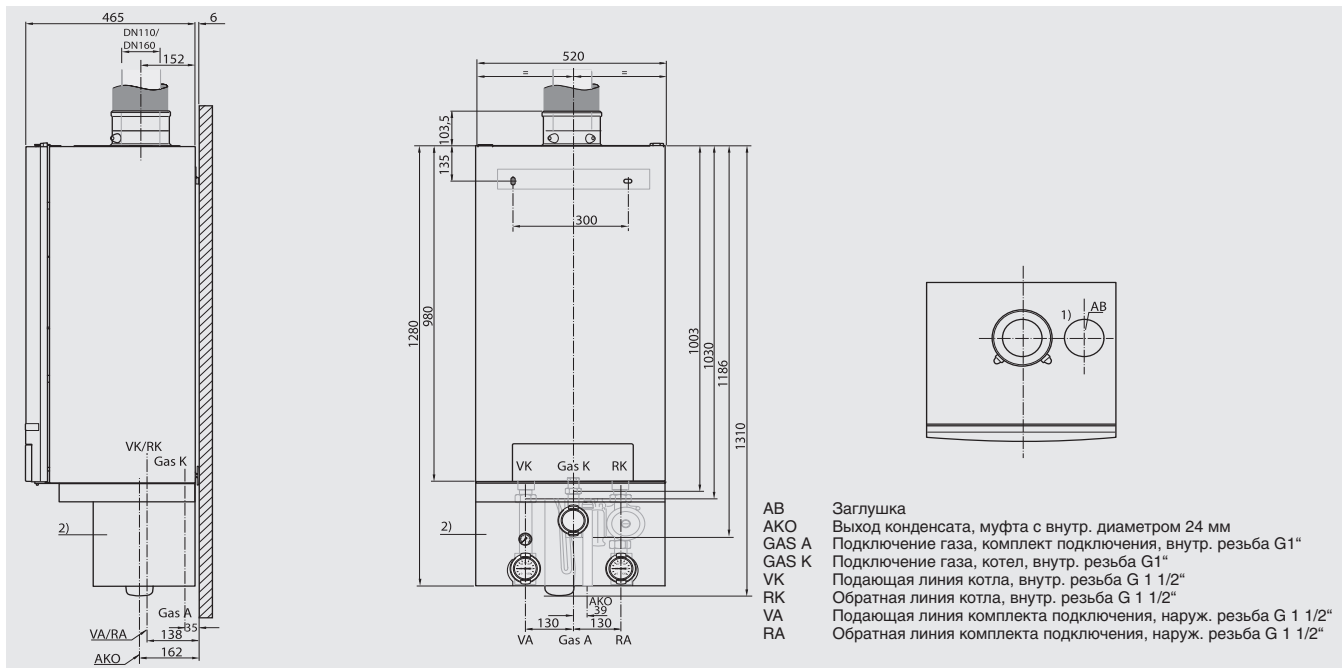 465
6
DN110/
DN160
152
VK/RK
Gas K
2)
Gas A
35
VA/RA
138
AKO
162
520
=
=
103,5
135
300
1280
980
1003
1030
1186
1310
VK
Gas K
RK
2)
AKO
39
130
130
VA
Gas A
RA
1)
AB
AB Заглушка
AKO Выход конденсата, муфта с внутр. диаметром 24 мм
GAS A Подключение газа, комплект подключения, внутр. резьба G1“
GAS K Подключение газа, котел, внутр. резьба G1“
VK Подающая линия котла, внутр. резьба G 1 1/2“
RK Обратная линия котла, внутр. резьба G 1 1/2“
VA Подающая линия комплекта подключения, наруж. резьба G 1 1/2“
RA Обратная линия комплекта подключения, наруж. резьба G 1 1/2“